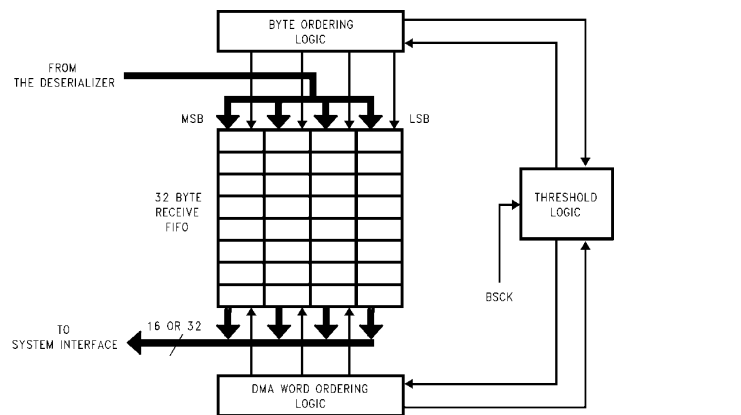 BYTE ORDERING
LOGIC
FROM
THE DESERIALIZER
MSB
LSB
32 BYTE
RECEIVE
FIFO
THRESHOLD
LOGIC
BSCK
16 OR 32
TO
SYSTEM INTERFACE
DMA WORD ORDERING
LOGIC